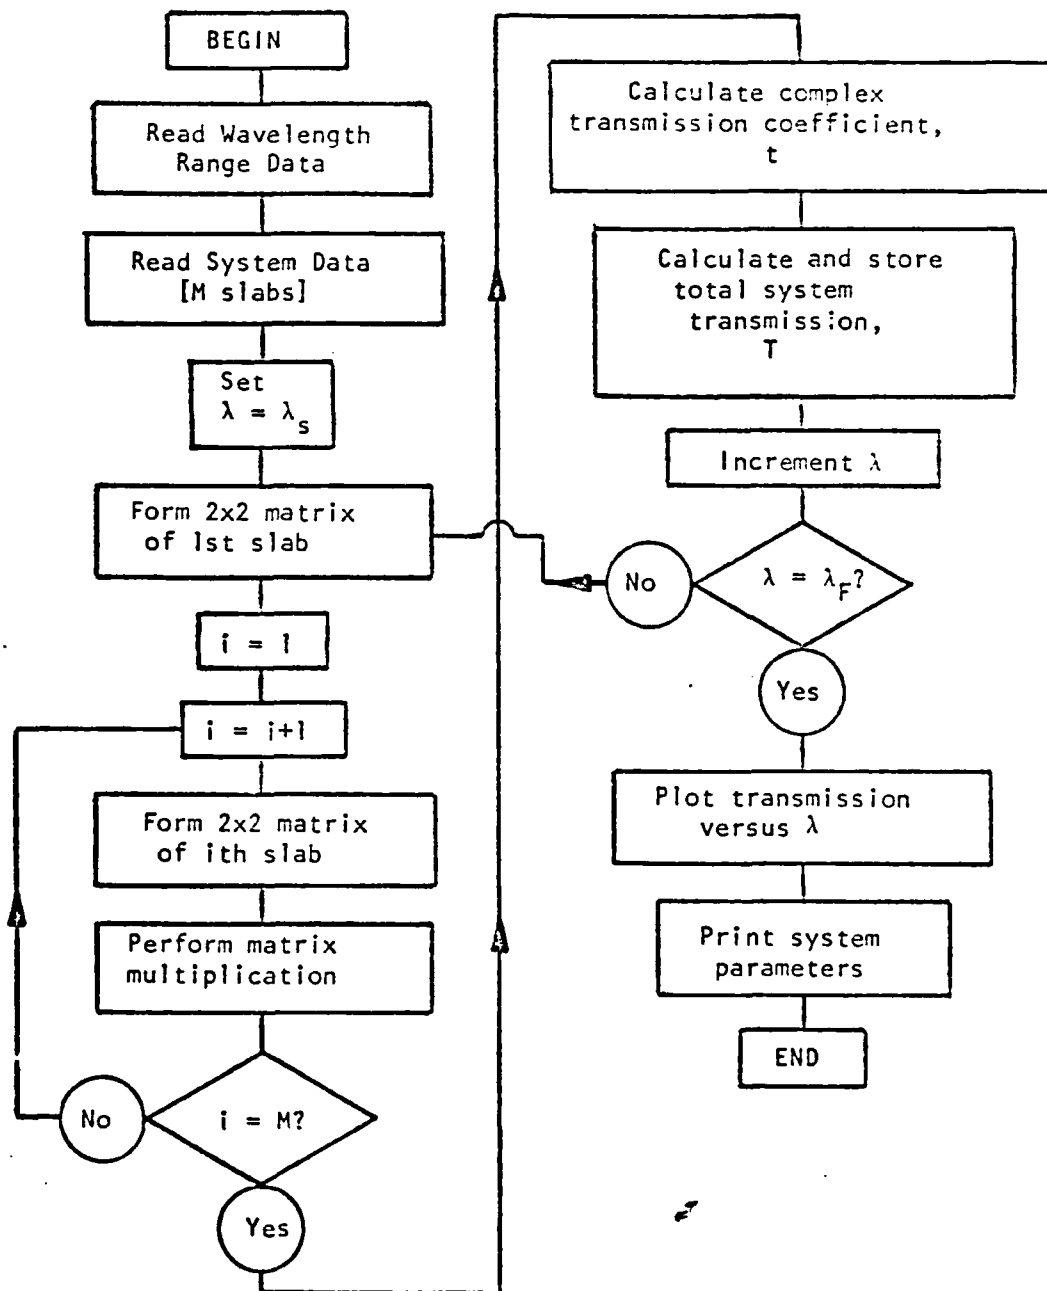 BEGIN
Read Wavelength
Range Data
Read System Data
[M slabs]
Set
λ = λs
Form 2x2 matrix
of 1st slab
i = 1
i = i+1
Form 2x2 matrix
of ith slab
Perform matrix
multiplication
No
i = M?
Yes
Calculate complex
transmission coefficient,
t
Calculate and store
total system
transmission,
T
Increment λ
No
λ = λF?
Yes
Plot transmission
versus λ
Print system
parameters
END